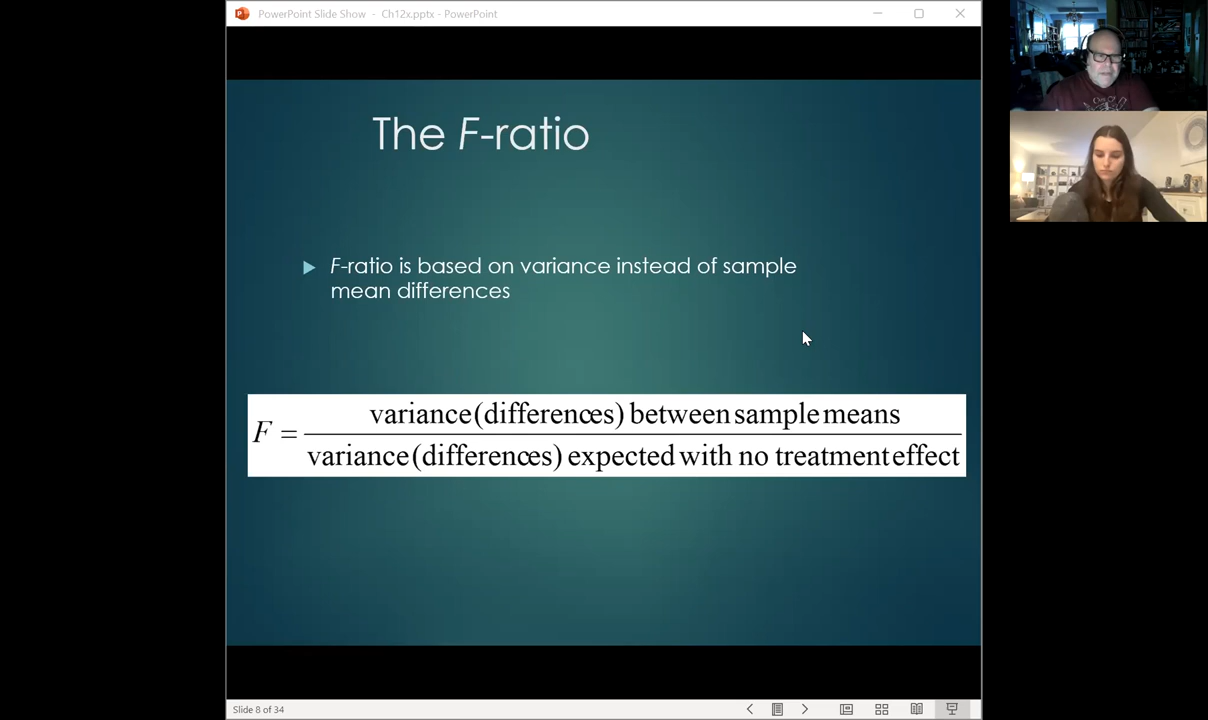 PowerPoint Slide Show - Ch12x.pptx - PowerPoint
The F-ratio
F-ratio is based on variance instead of sample
mean differences
F = variance (differences) between sample means
variance (differences) expected with no treatment effect
Slide 8 of 34